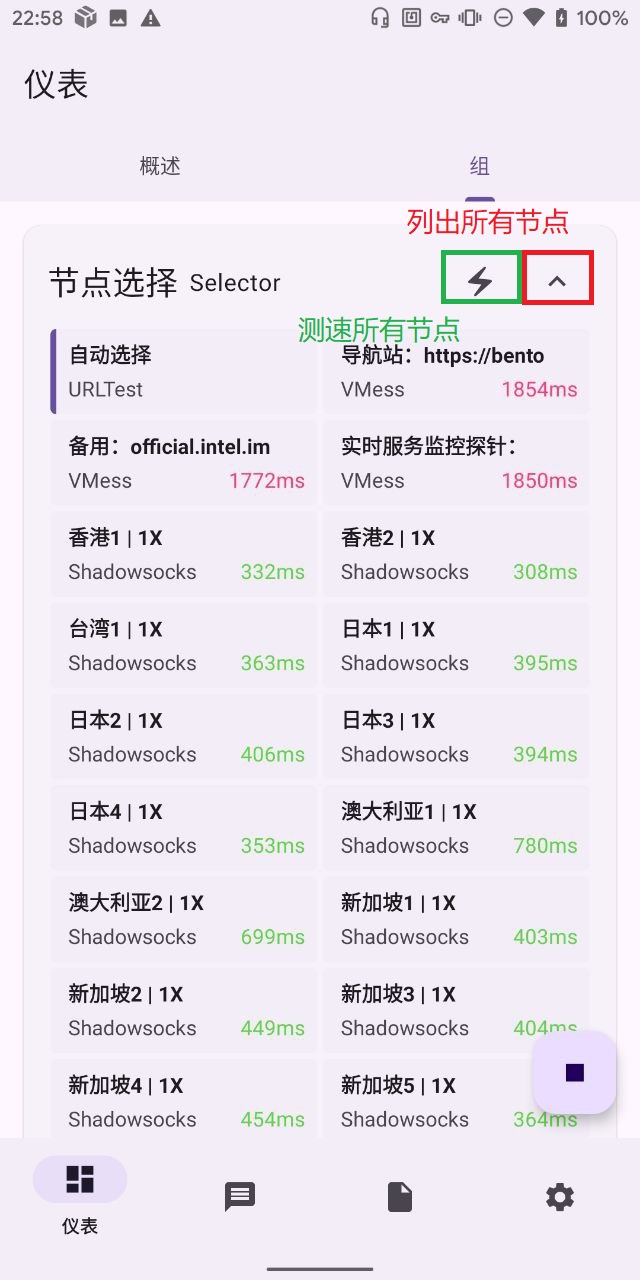 22:58 100%
仪表
概述 组
列出所有节点
节点选择 Selector
测速所有节点
自动选择
URLTest
导航站：https://bento
VMess 1854ms
备用：official.intel.im
VMess 1772ms
实时服务监控探针：
VMess 1850ms
香港1 | 1X
Shadowsocks 332ms
香港2 | 1X
Shadowsocks 308ms
台湾1 | 1X
Shadowsocks 363ms
日本1 | 1X
Shadowsocks 395ms
日本2 | 1X
Shadowsocks 406ms
日本3 | 1X
Shadowsocks 394ms
日本4 | 1X
Shadowsocks 353ms
澳大利亚1 | 1X
Shadowsocks 780ms
澳大利亚2 | 1X
Shadowsocks 699ms
新加坡1 | 1X
Shadowsocks 403ms
新加坡2 | 1X
Shadowsocks 449ms
新加坡3 | 1X
Shadowsocks 404ms
新加坡4 | 1X
Shadowsocks 454ms
新加坡5 | 1X
Shadowsocks 364ms
仪表